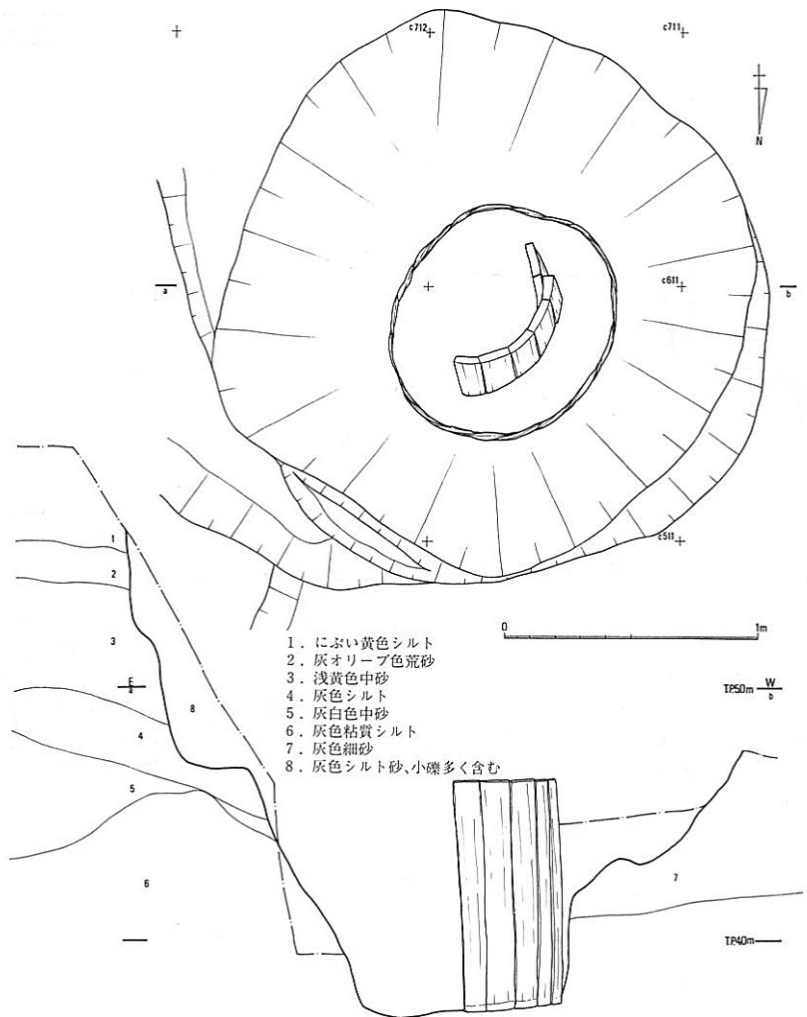 c712
c711
N
a
c611
b
c511
0
1m
1
2
3
E
a
8
4
5
6
1. にぶい黄色シルト
2. 灰オリーブ色荒砂
3. 浅黄色中砂
4. 灰色シルト
5. 灰白色中砂
6. 灰色粘質シルト
7. 灰色細砂
8. 灰色シルト砂、小礫多く含む
T.P.5.0m
W
b
7
T.P.4.0m